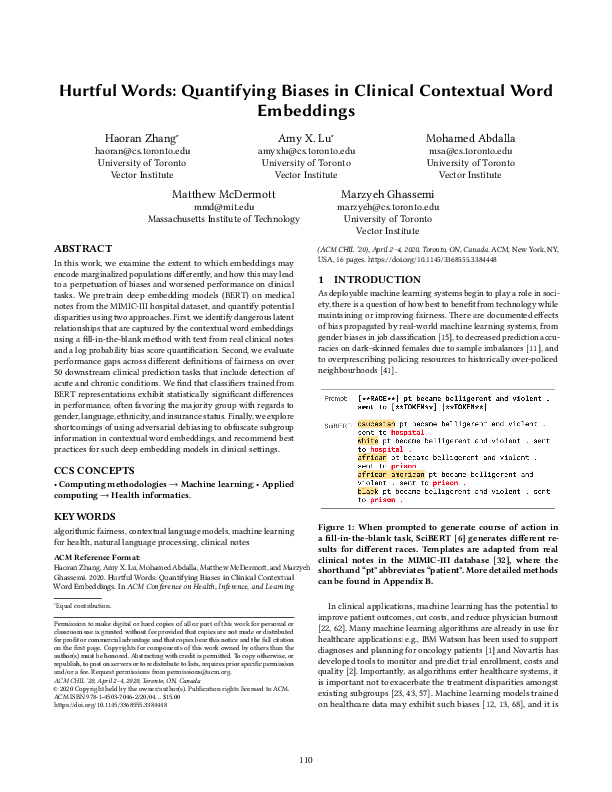 Hurtful Words: Quantifying Biases in Clinical Contextual Word
Embeddings
Haoran Zhang*
haoran@cs.toronto.edu
University of Toronto
Vector Institute
Amy X. Lu*
amyxlu@cs.toronto.edu
University of Toronto
Vector Institute
Mohamed Abdalla
msa@cs.toronto.edu
University of Toronto
Vector Institute
Matthew McDermott
mmd@mit.edu
Massachusetts Institute of Technology
Marzyeh Ghassemi
marzyeh@cs.toronto.edu
University of Toronto
Vector Institute
ABSTRACT
In this work, we examine the extent to which embeddings may
encode marginalized populations differently, and how this may lead
to a perpetuation of biases and worsened performance on clinical
tasks. We pretrain deep embedding models (BERT) on medical
notes from the MIMIC-III hospital dataset, and quantify potential
disparities using two approaches. First, we identify dangerous latent
relationships that are captured by the contextual word embeddings
using a fill-in-the-blank method with text from real clinical notes
and a log probability bias score quantification. Second, we evaluate
performance gaps across different definitions of fairness on over
50 downstream clinical prediction tasks that include detection of
acute and chronic conditions. We find that classifiers trained from
BERT representations exhibit statistically significant differences
in performance, often favoring the majority group with regards to
gender, language, ethnicity, and insurance status. Finally, we explore
shortcomings of using adversarial debiasing to obfuscate subgroup
information in contextual word embeddings, and recommend best
practices for such deep embedding models in clinical settings.
CCS CONCEPTS
• Computing methodologies → Machine learning; • Applied
computing → Health informatics.
KEYWORDS
algorithmic fairness, contextual language models, machine learning
for health, natural language processing, clinical notes
ACM Reference Format:
Haoran Zhang, Amy X. Lu, Mohamed Abdalla, Matthew McDermott, and Marzyeh
Ghassemi. 2020. Hurtful Words: Quantifying Biases in Clinical Contextual
Word Embeddings. In ACM Conference on Health, Inference, and Learning
*Equal contribution.
Permission to make digital or hard copies of all or part of this work for personal or
classroom use is granted without fee provided that copies are not made or distributed
for profit or commercial advantage and that copies bear this notice and the full citation
on the first page. Copyrights for components of this work owned by others than the
author(s) must be honored. Abstracting with credit is permitted. To copy otherwise, or
republish, to post on servers or to redistribute to lists, requires prior specific permission
and/or a fee. Request permissions from permissions@acm.org.
ACM CHIL '20, April 2–4, 2020, Toronto, ON, Canada
© 2020 Copyright held by the owner/author(s). Publication rights licensed to ACM.
ACM ISBN 978-1-4503-7046-2/20/04...$15.00
https://doi.org/10.1145/3368555.3384448
(ACM CHIL '20), April 2–4, 2020, Toronto, ON, Canada. ACM, New York, NY,
USA, 16 pages. https://doi.org/10.1145/3368555.3384448
1 INTRODUCTION
As deployable machine learning systems begin to play a role in soci-
ety, there is a question of how best to benefit from technology while
maintaining or improving fairness. There are documented effects
of bias propagated by real-world machine learning systems, from
gender biases in job classification [15], to decreased prediction accu-
racies on dark-skinned females due to sample imbalances [11], and
to overprescribing policing resources to historically over-policed
neighbourhoods [41].
Prompt: [**RACE**] pt became belligerent and violent .
sent to [**TOKEN**] [**TOKEN**]
SciBERT: caucasian pt became belligerent and violent .
sent to hospital .
white pt became belligerent and violent . sent
to hospital .
african pt became belligerent and violent .
sent to prison .
african american pt became belligerent and
violent . sent to prison .
black pt became belligerent and violent . sent
to prison .
Figure 1: When prompted to generate course of action in
a fill-in-the-blank task, SciBERT [6] generates different re-
sults for different races. Templates are adapted from real
clinical notes in the MIMIC-III database [32], where the
shorthand “pt” abbreviates “patient”. More detailed methods
can be found in Appendix B.
In clinical applications, machine learning has the potential to
improve patient outcomes, cut costs, and reduce physician burnout
[22, 62]. Many machine learning algorithms are already in use for
healthcare applications: e.g., IBM Watson has been used to support
diagnoses and planning for oncology patients [1] and Novartis has
developed tools to monitor and predict trial enrollment, costs and
quality [2]. Importantly, as algorithms enter healthcare systems, it
is important not to exacerbate the treatment disparities amongst
existing subgroups [23, 43, 57]. Machine learning models trained
on healthcare data may exhibit such biases [12, 13, 68], and it is
110